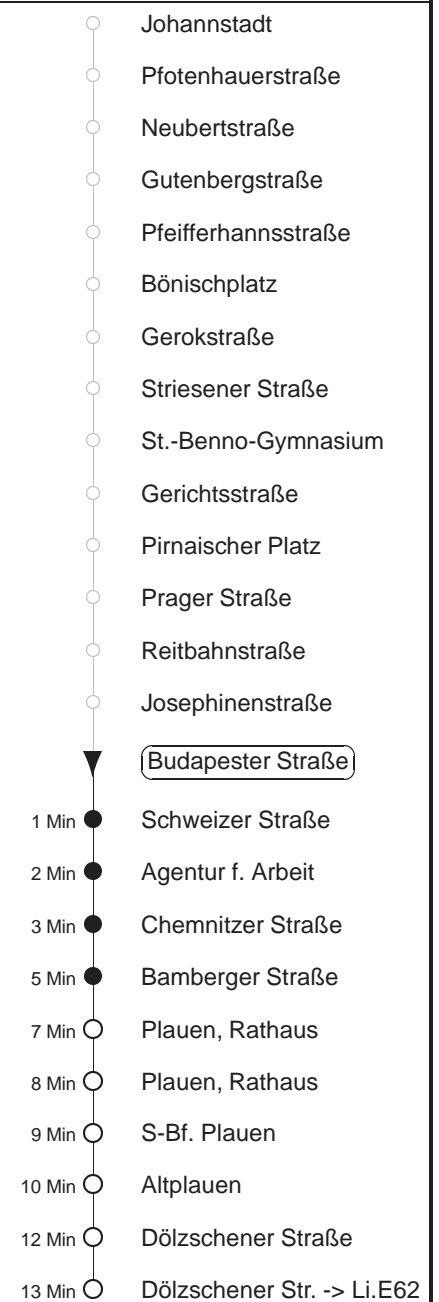 Johannstadt
Pfotenhauerstraße
Neubertstraße
Gutenbergstraße
Pfeifferhannsstraße
Bönischplatz
Gerokstraße
Striesener Straße
St.-Benno-Gymnasium
Gerichtsstraße
Pirnaischer Platz
Prager Straße
Reitbahnstraße
Josephinenstraße
Budapester Straße
1 Min Schweizer Straße
2 Min Agentur f. Arbeit
3 Min Chemnitzer Straße
5 Min Bamberger Straße
7 Min Plauen, Rathaus
8 Min Plauen, Rathaus
9 Min S-Bf. Plauen
10 Min Altplauen
12 Min Dölzschener Straße
13 Min Dölzschener Str. -> Li.E62